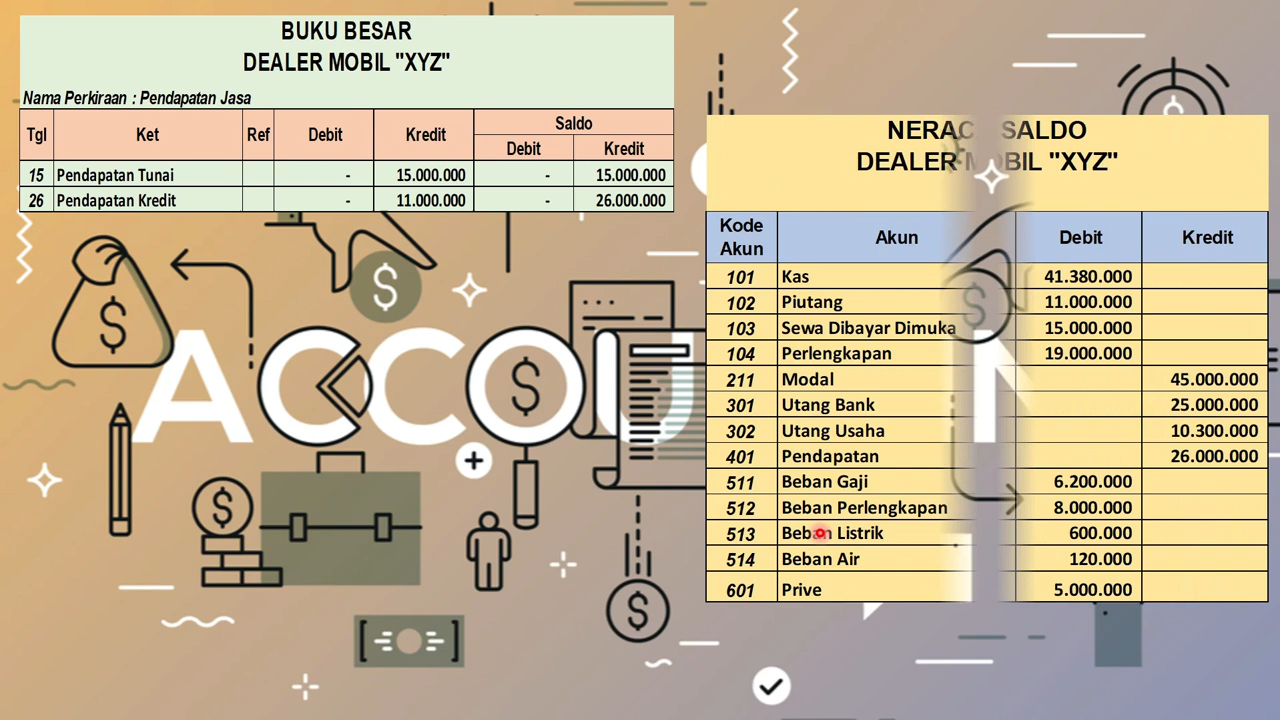 BUKU BESAR
DEALER MOBIL "XYZ"
Nama Perkiraan : Pendapatan Jasa
Tgl Ket Ref Debit Kredit Saldo
Debit Kredit
15 Pendapatan Tunai - 15.000.000 - 15.000.000
26 Pendapatan Kredit - 11.000.000 - 26.000.000
NERAC SALDO
DEALER M BIL "XYZ"
Kode Akun Akun Debit Kredit
101 Kas 41.380.000
102 Piutang 11.000.000
103 Sewa Dibayar Dimuka 15.000.000
104 Perlengkapan 19.000.000
211 Modal 45.000.000
301 Utang Bank 25.000.000
302 Utang Usaha 10.300.000
401 Pendapatan 26.000.000
511 Beban Gaji 6.200.000
512 Beban Perlengkapan 8.000.000
513 Beban Listrik 600.000
514 Beban Air 120.000
601 Prive 5.000.000
ACCOU N